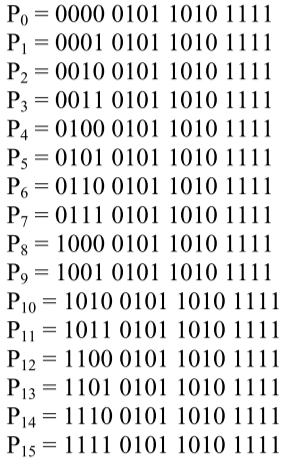 P₀ = 0000 0101 1010 1111
P₁ = 0001 0101 1010 1111
P₂ = 0010 0101 1010 1111
P₃ = 0011 0101 1010 1111
P₄ = 0100 0101 1010 1111
P₅ = 0101 0101 1010 1111
P₆ = 0110 0101 1010 1111
P₇ = 0111 0101 1010 1111
P₈ = 1000 0101 1010 1111
P₉ = 1001 0101 1010 1111
P₁₀ = 1010 0101 1010 1111
P₁₁ = 1011 0101 1010 1111
P₁₂ = 1100 0101 1010 1111
P₁₃ = 1101 0101 1010 1111
P₁₄ = 1110 0101 1010 1111
P₁₅ = 1111 0101 1010 1111